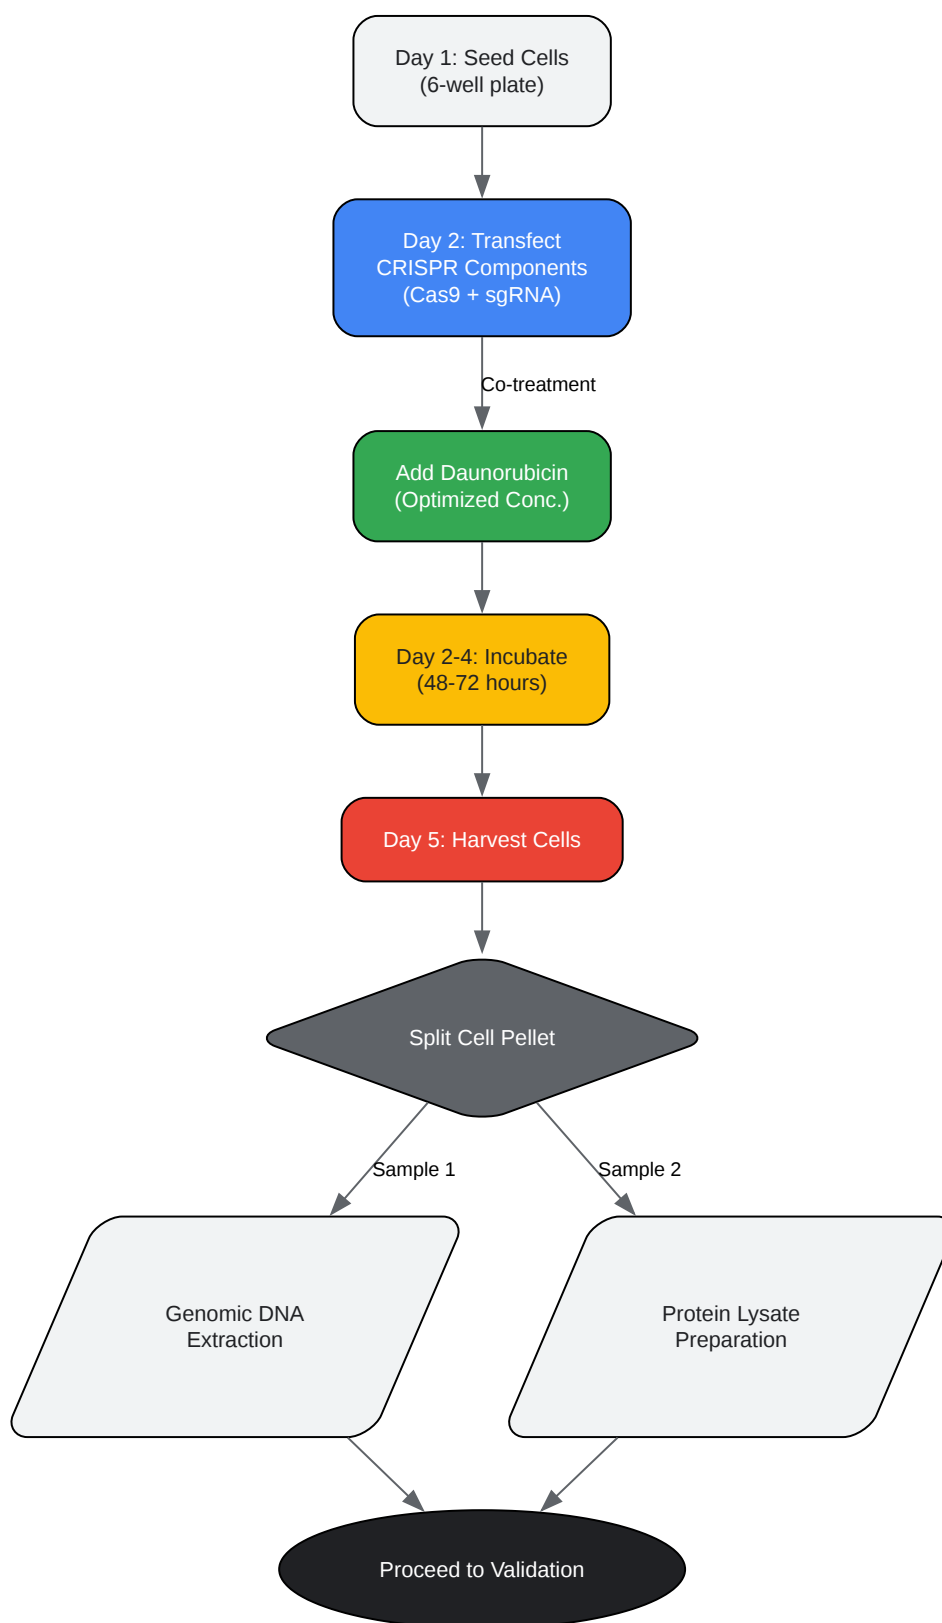 Day 1: Seed Cells
(6-well plate)
Day 2: Transfect
CRISPR Components
(Cas9 + sgRNA)
Co-treatment
Add Daunorubicin
(Optimized Conc.)
Day 2-4: Incubate
(48-72 hours)
Day 5: Harvest Cells
Split Cell Pellet
Sample 1
Sample 2
Genomic DNA
Extraction
Protein Lysate
Preparation
Proceed to Validation